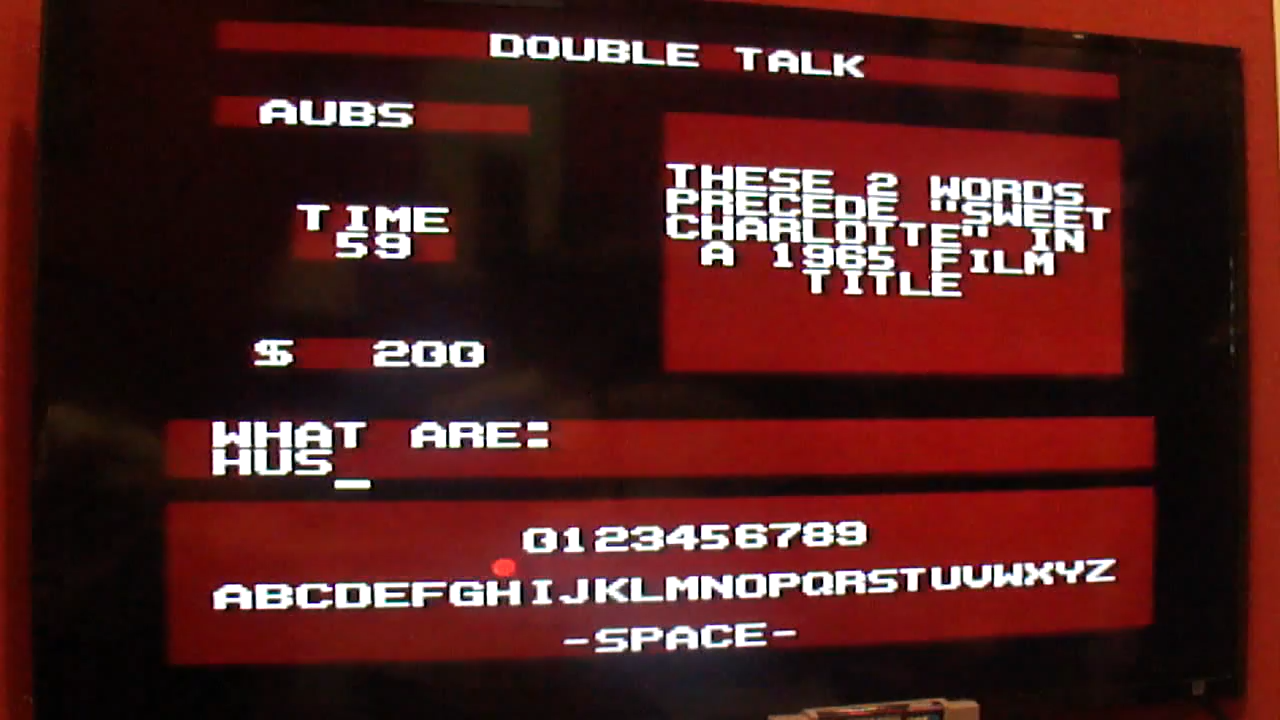 DOUBLE TALK
AUBS
TIME
59
$ 200
THESE 2 WORDS
PRECEDE "SWEET
CHARLOTTE" IN
A 1965 FILM
TITLE
WHAT ARE:
HUS_
0123456789
ABCDEFGHIJKLMNOPQRSTUVWXYZ
-SPACE-